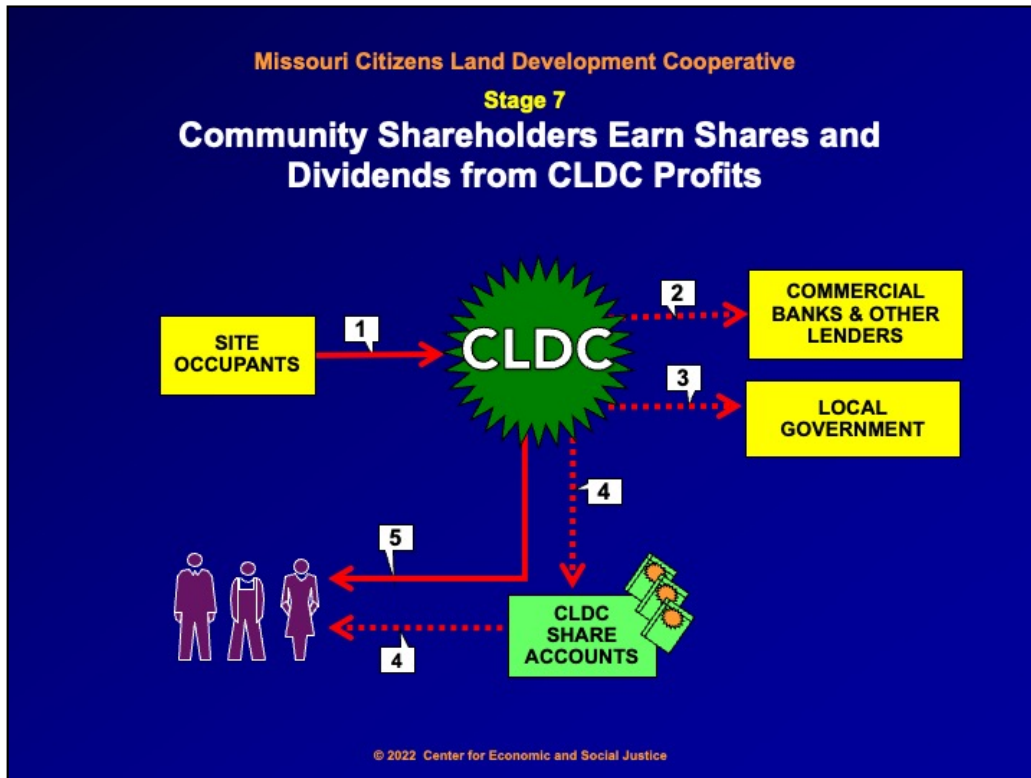 Missouri Citizens Land Development Cooperative
Stage 7
Community Shareholders Earn Shares and
Dividends from CLDC Profits
SITE
OCCUPANTS
1
CLDC
2
COMMERCIAL
BANKS & OTHER
LENDERS
3
LOCAL
GOVERNMENT
4
5
CLDC
SHARE
ACCOUNTS
4
© 2022 Center for Economic and Social Justice